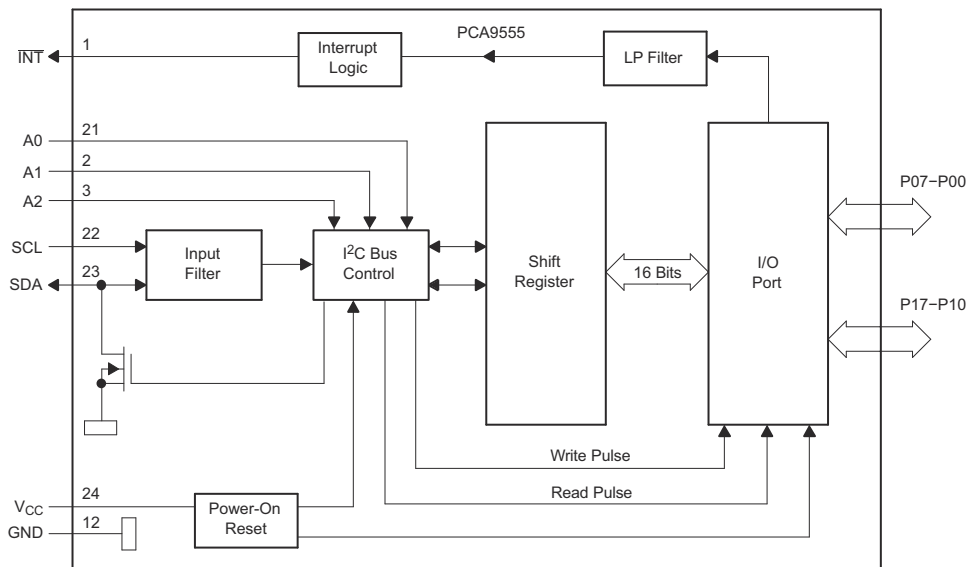 PCA9555
INT
1
Interrupt
Logic
LP Filter
A0
21
A1
2
A2
3
SCL
22
SDA
23
Input
Filter
I2C Bus
Control
Shift
Register
16 Bits
I/O
Port
P07−P00
P17−P10
Write Pulse
Read Pulse
VCC
24
GND
12
Power-On
Reset